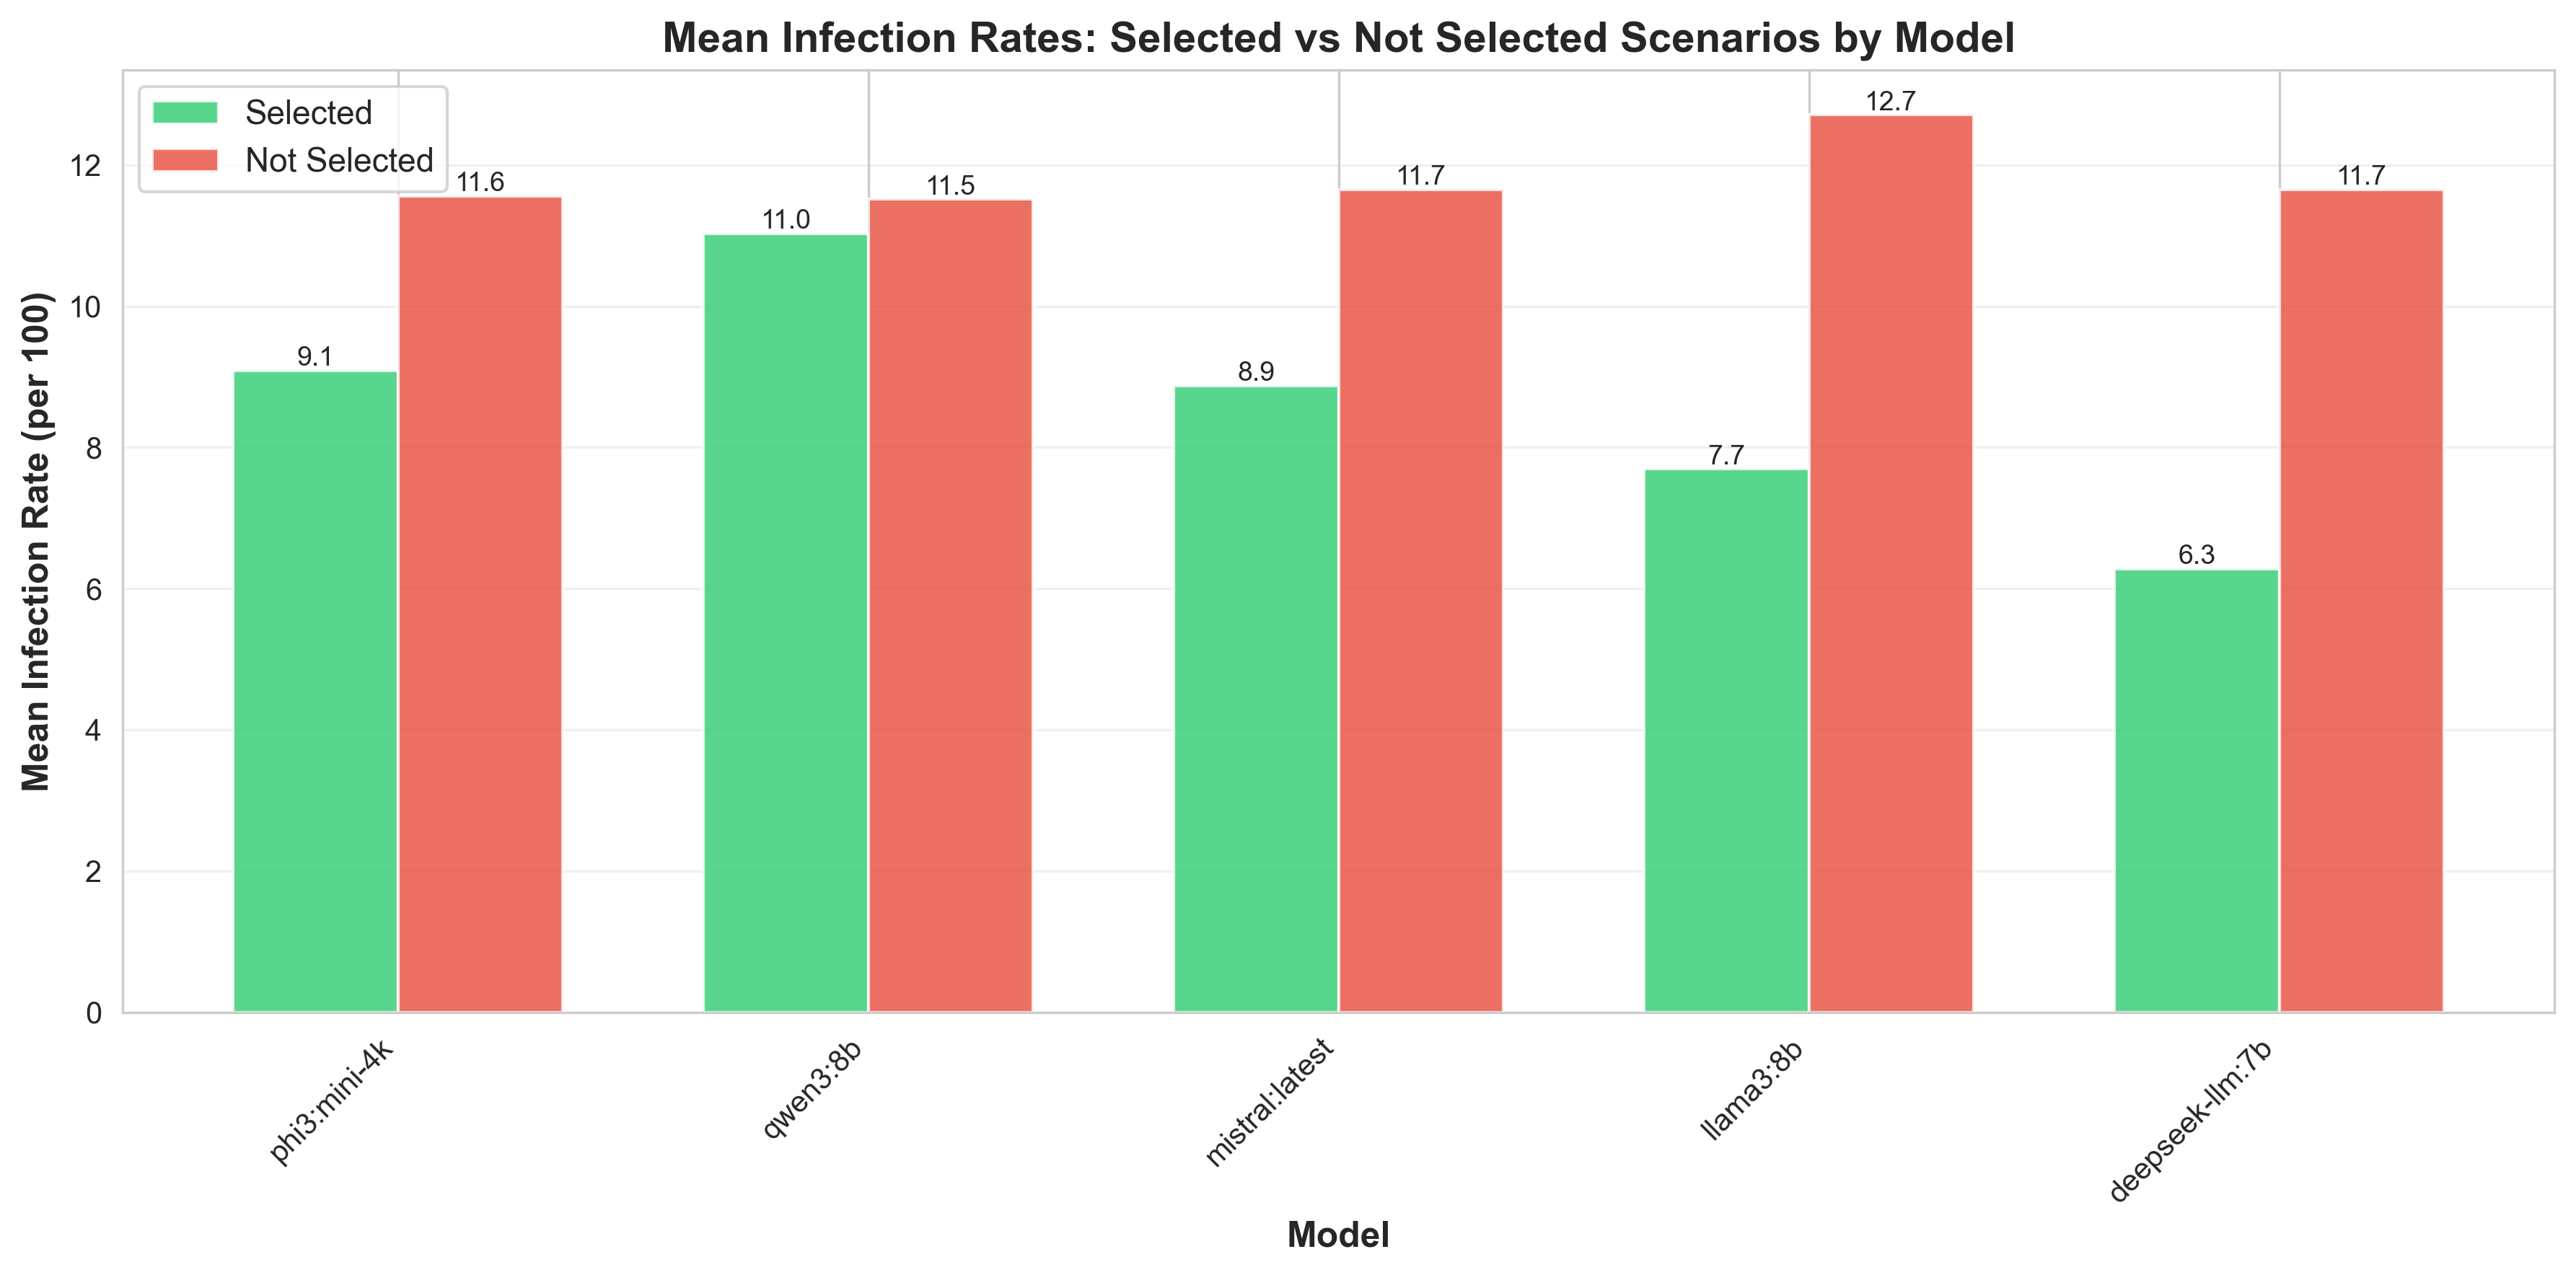 Mean Infection Rates: Selected vs Not Selected Scenarios by Model
Selected
Not Selected
Mean Infection Rate (per 100)
12
10
8
6
4
2
0
9.1
11.6
11.0
11.5
8.9
11.7
7.7
12.7
6.3
11.7
phi3:mini-4k
qwen3:8b
mistral:latest
llama3:8b
deepseek-llm:7b
Model